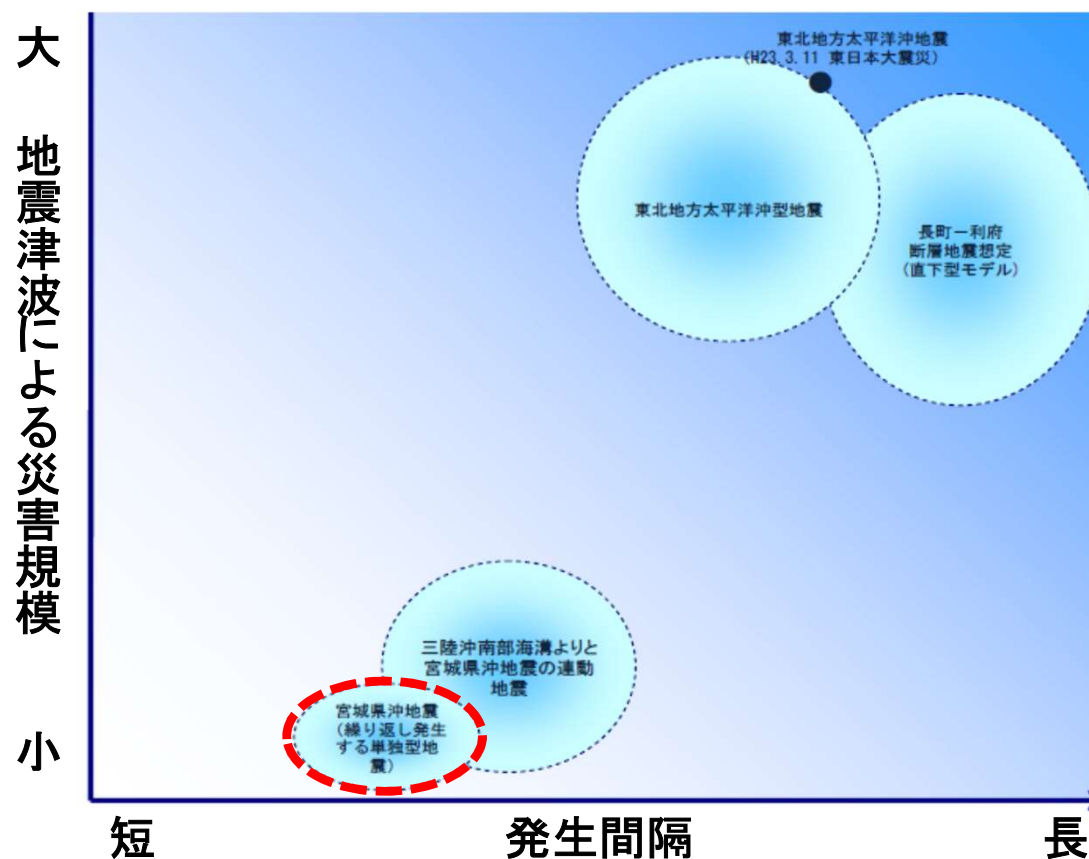 大
地震津波による災害規模
小
東北地方太平洋沖地震
(H23.3.11 東日本大震災)
東北地方太平洋沖型地震
長町ー利府
断層地震想定
(直下型モデル)
三陸沖南部海溝よりと
宮城県沖地震の連動
地震
宮城県沖地震
(繰り返し発生
する単独型地
震)
短
発生間隔
長